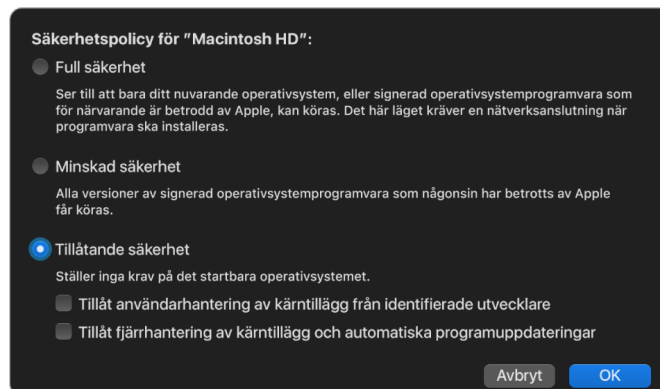 Säkerhetspolicy för ”Macintosh HD”:
Full säkerhet
Ser till att bara ditt nuvarande operativsystem, eller signerad operativsystemprogramvara som
för närvarande är betrodd av Apple, kan köras. Det här läget kräver en nätverksanslutning när
programvara ska installeras.
Minskad säkerhet
Alla versioner av signerad operativsystemprogramvara som någonsin har betrotts av Apple
får köras.
Tillåtande säkerhet
Ställer inga krav på det startbara operativsystemet.
Tillåt användarhantering av kärntillägg från identifierade utvecklare
Tillåt fjärrhantering av kärntillägg och automatiska programuppdateringar
Avbryt OK